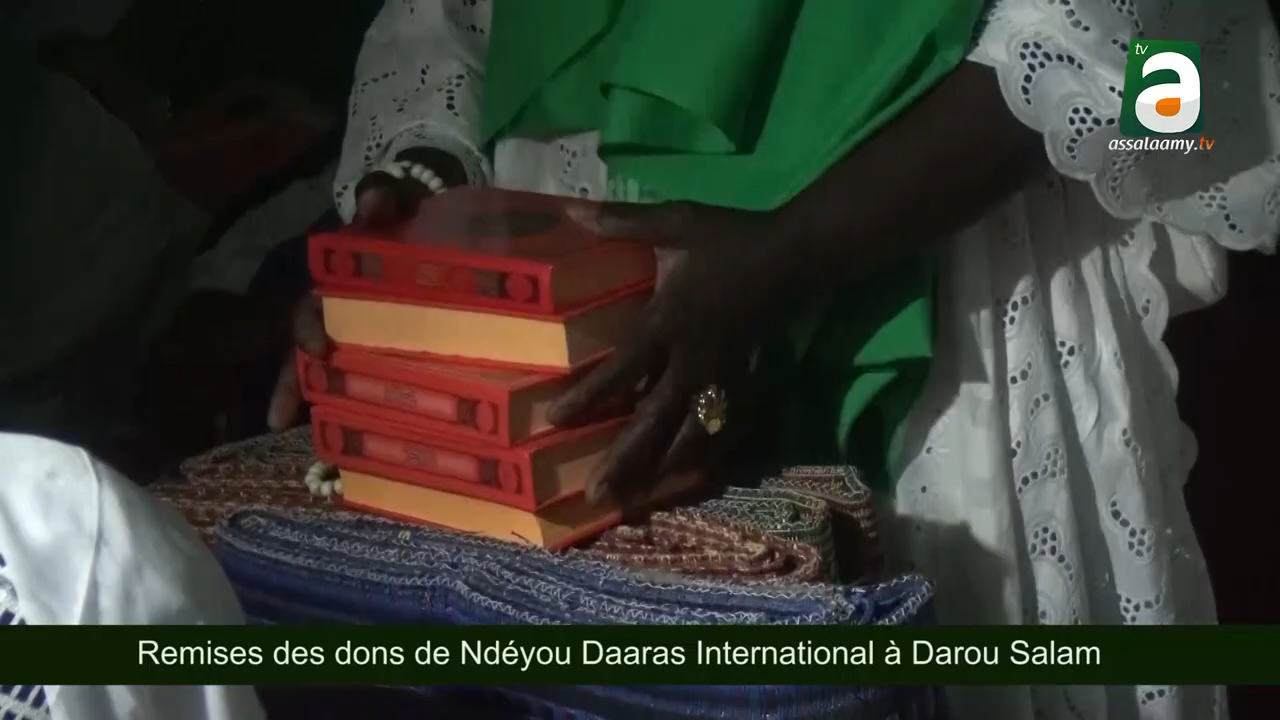 tv
a
assalaamy.tv
Remises des dons de Ndéyou Daaras International à Darou Salam